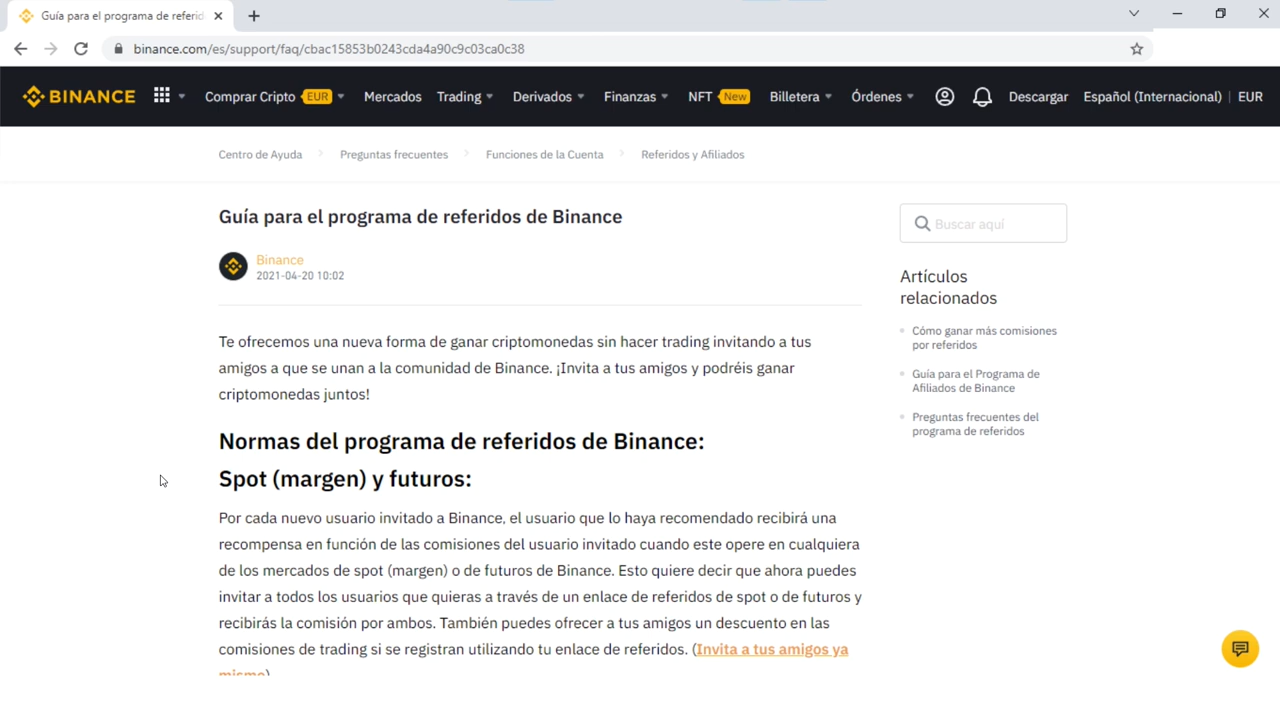 Guía para el programa de referid
binance.com/es/support/faq/cbac15853b0243cda4a90c9c03ca0c38
BINANCE Comprar Cripto EUR Mercados Trading Derivados Finanzas NFT New Billetera Órdenes Descargar Español (Internacional) | EUR
Centro de Ayuda Preguntas frecuentes Funciones de la Cuenta Referidos y Afiliados
Guía para el programa de referidos de Binance
Binance
2021-04-20 10:02
Te ofrecemos una nueva forma de ganar criptomonedas sin hacer trading invitando a tus
amigos a que se unan a la comunidad de Binance. ¡Invita a tus amigos y podréis ganar
criptomonedas juntos!
Normas del programa de referidos de Binance:
Spot (margen) y futuros:
Por cada nuevo usuario invitado a Binance, el usuario que lo haya recomendado recibirá una
recompensa en función de las comisiones del usuario invitado cuando este opere en cualquiera
de los mercados de spot (margen) o de futuros de Binance. Esto quiere decir que ahora puedes
invitar a todos los usuarios que quieras a través de un enlace de referidos de spot o de futuros y
recibirás la comisión por ambos. También puedes ofrecer a tus amigos un descuento en las
comisiones de trading si se registran utilizando tu enlace de referidos. (Invita a tus amigos ya
mismo)
Buscar aquí
Artículos
relacionados
Cómo ganar más comisiones
por referidos
Guía para el Programa de
Afiliados de Binance
Preguntas frecuentes del
programa de referidos